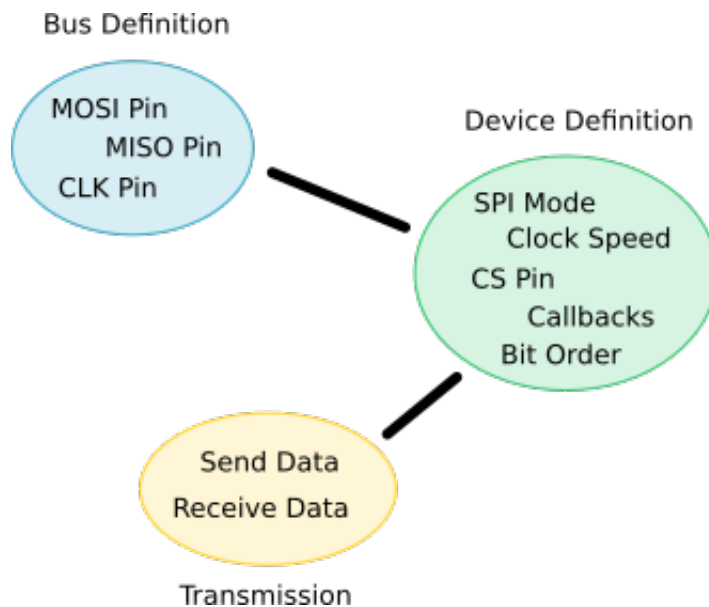 Bus Definition
MOSI Pin
MISO Pin
CLK Pin
Device Definition
SPI Mode
Clock Speed
CS Pin
Callbacks
Bit Order
Send Data
Receive Data
Transmission